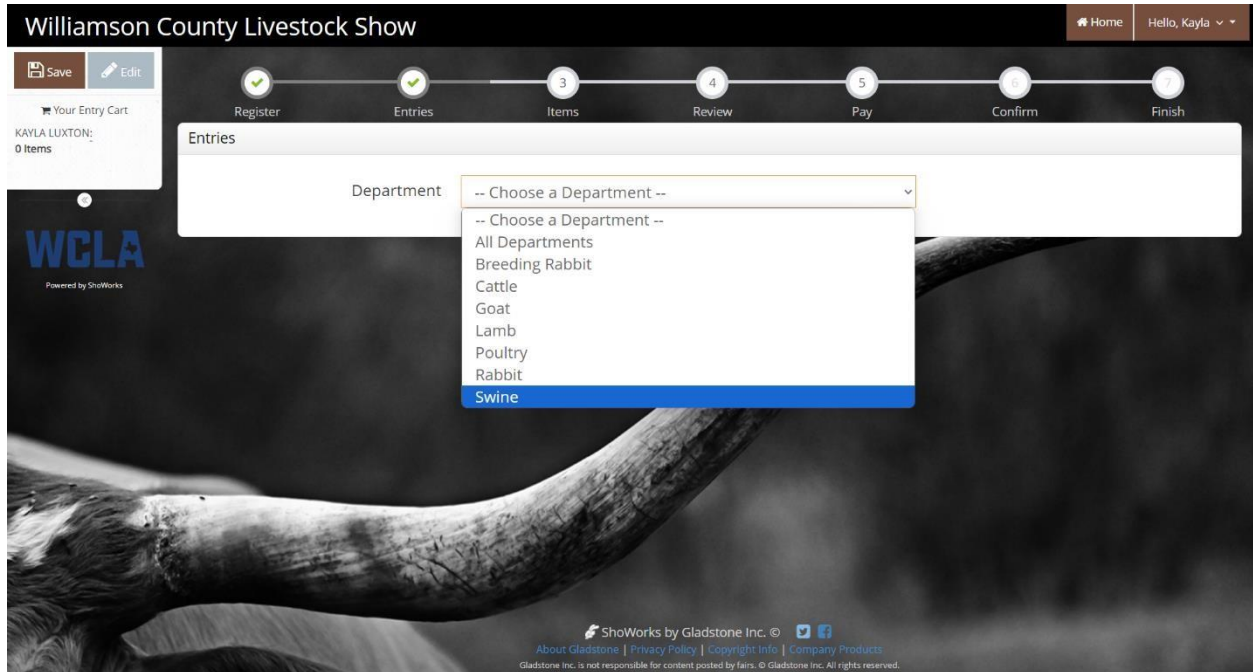 Williamson County Livestock Show
Home
Hello, Kayla
Save
Edit
Your Entry Cart
KAYLA LUXTON:
0 Items
WCLA
Powered by ShoWorks
3
4
5
6
7
Register
Entries
Items
Review
Pay
Confirm
Finish
Entries
Department
-- Choose a Department --
-- Choose a Department --
All Departments
Breeding Rabbit
Cattle
Goat
Lamb
Poultry
Rabbit
Swine
ShoWorks by Gladstone Inc. ©
About Gladstone | Privacy Policy | Copyright Info | Company Products
Gladstone Inc. is not responsible for content posted by fairs. © Gladstone Inc. All rights reserved.